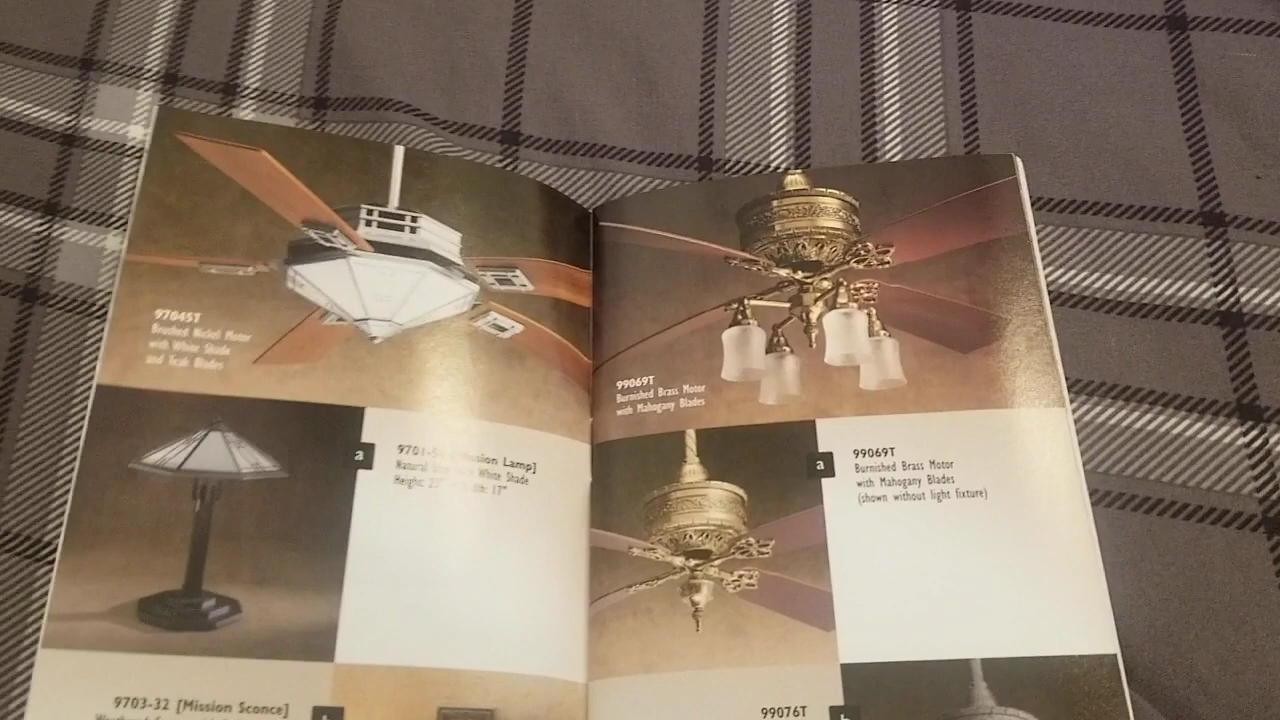 97045T
Brushed Nickel Motor
with White Shade
and Teak Blades
a
9701- Lamp]
Natural White Shade
Height: 17"
9703-32 [Mission Sconce]
99069T
Burnished Brass Motor
with Mahogany Blades
a
99069T
Burnished Brass Motor
with Mahogany Blades
(shown without light fixture)
99076T
b